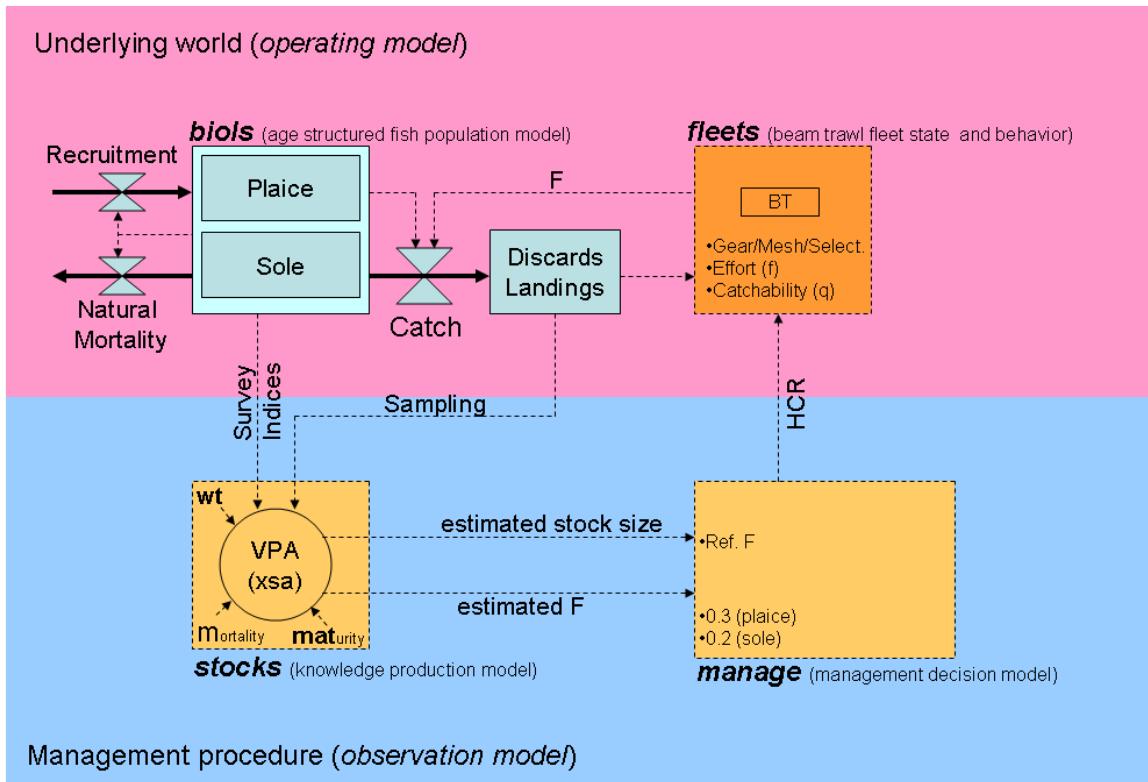 Underlying world (operating model)
biols (age structured fish population model)
fleets (beam trawl fleet state and behavior)
Recruitment
Plaice
F
BT
Sole
Discards
Landings
•Gear/Mesh/Select.
•Effort (f)
•Catchability (q)
Natural
Mortality
Catch
Survey
Indices
Sampling
HCR
wt
VPA
(xsa)
mortality
maturity
estimated stock size
estimated F
•Ref. F
•0.3 (plaice)
•0.2 (sole)
stocks (knowledge production model)
manage (management decision model)
Management procedure (observation model)